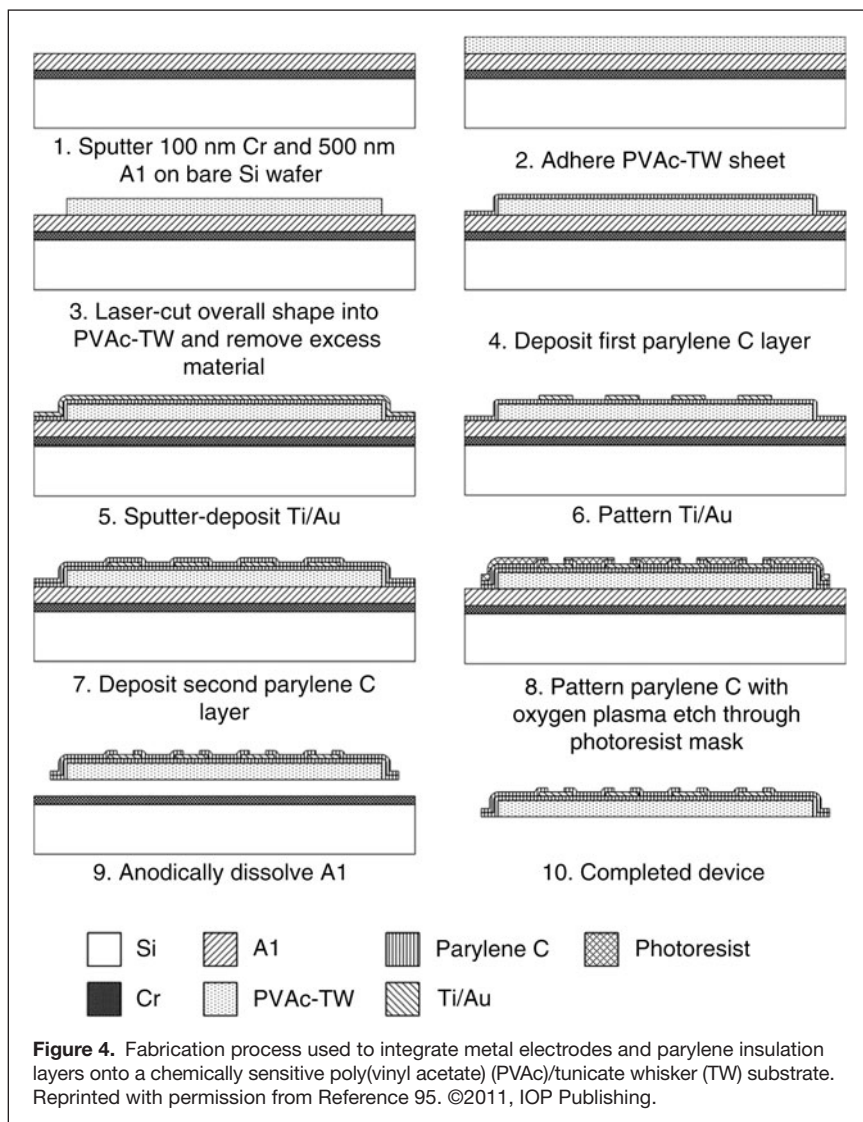 1. Sputter 100 nm Cr and 500 nm
A1 on bare Si wafer
2. Adhere PVAc-TW sheet
3. Laser-cut overall shape into
PVAc-TW and remove excess
material
4. Deposit first parylene C layer
5. Sputter-deposit Ti/Au
6. Pattern Ti/Au
7. Deposit second parylene C
layer
8. Pattern parylene C with
oxygen plasma etch through
photoresist mask
9. Anodically dissolve A1
10. Completed device
Si
A1
Parylene C
Photoresist
Cr
PVAc-TW
Ti/Au
Figure 4. Fabrication process used to integrate metal electrodes and parylene insulation
layers onto a chemically sensitive poly(vinyl acetate) (PVAc)/tunicate whisker (TW) substrate.
Reprinted with permission from Reference 95. ©2011, IOP Publishing.